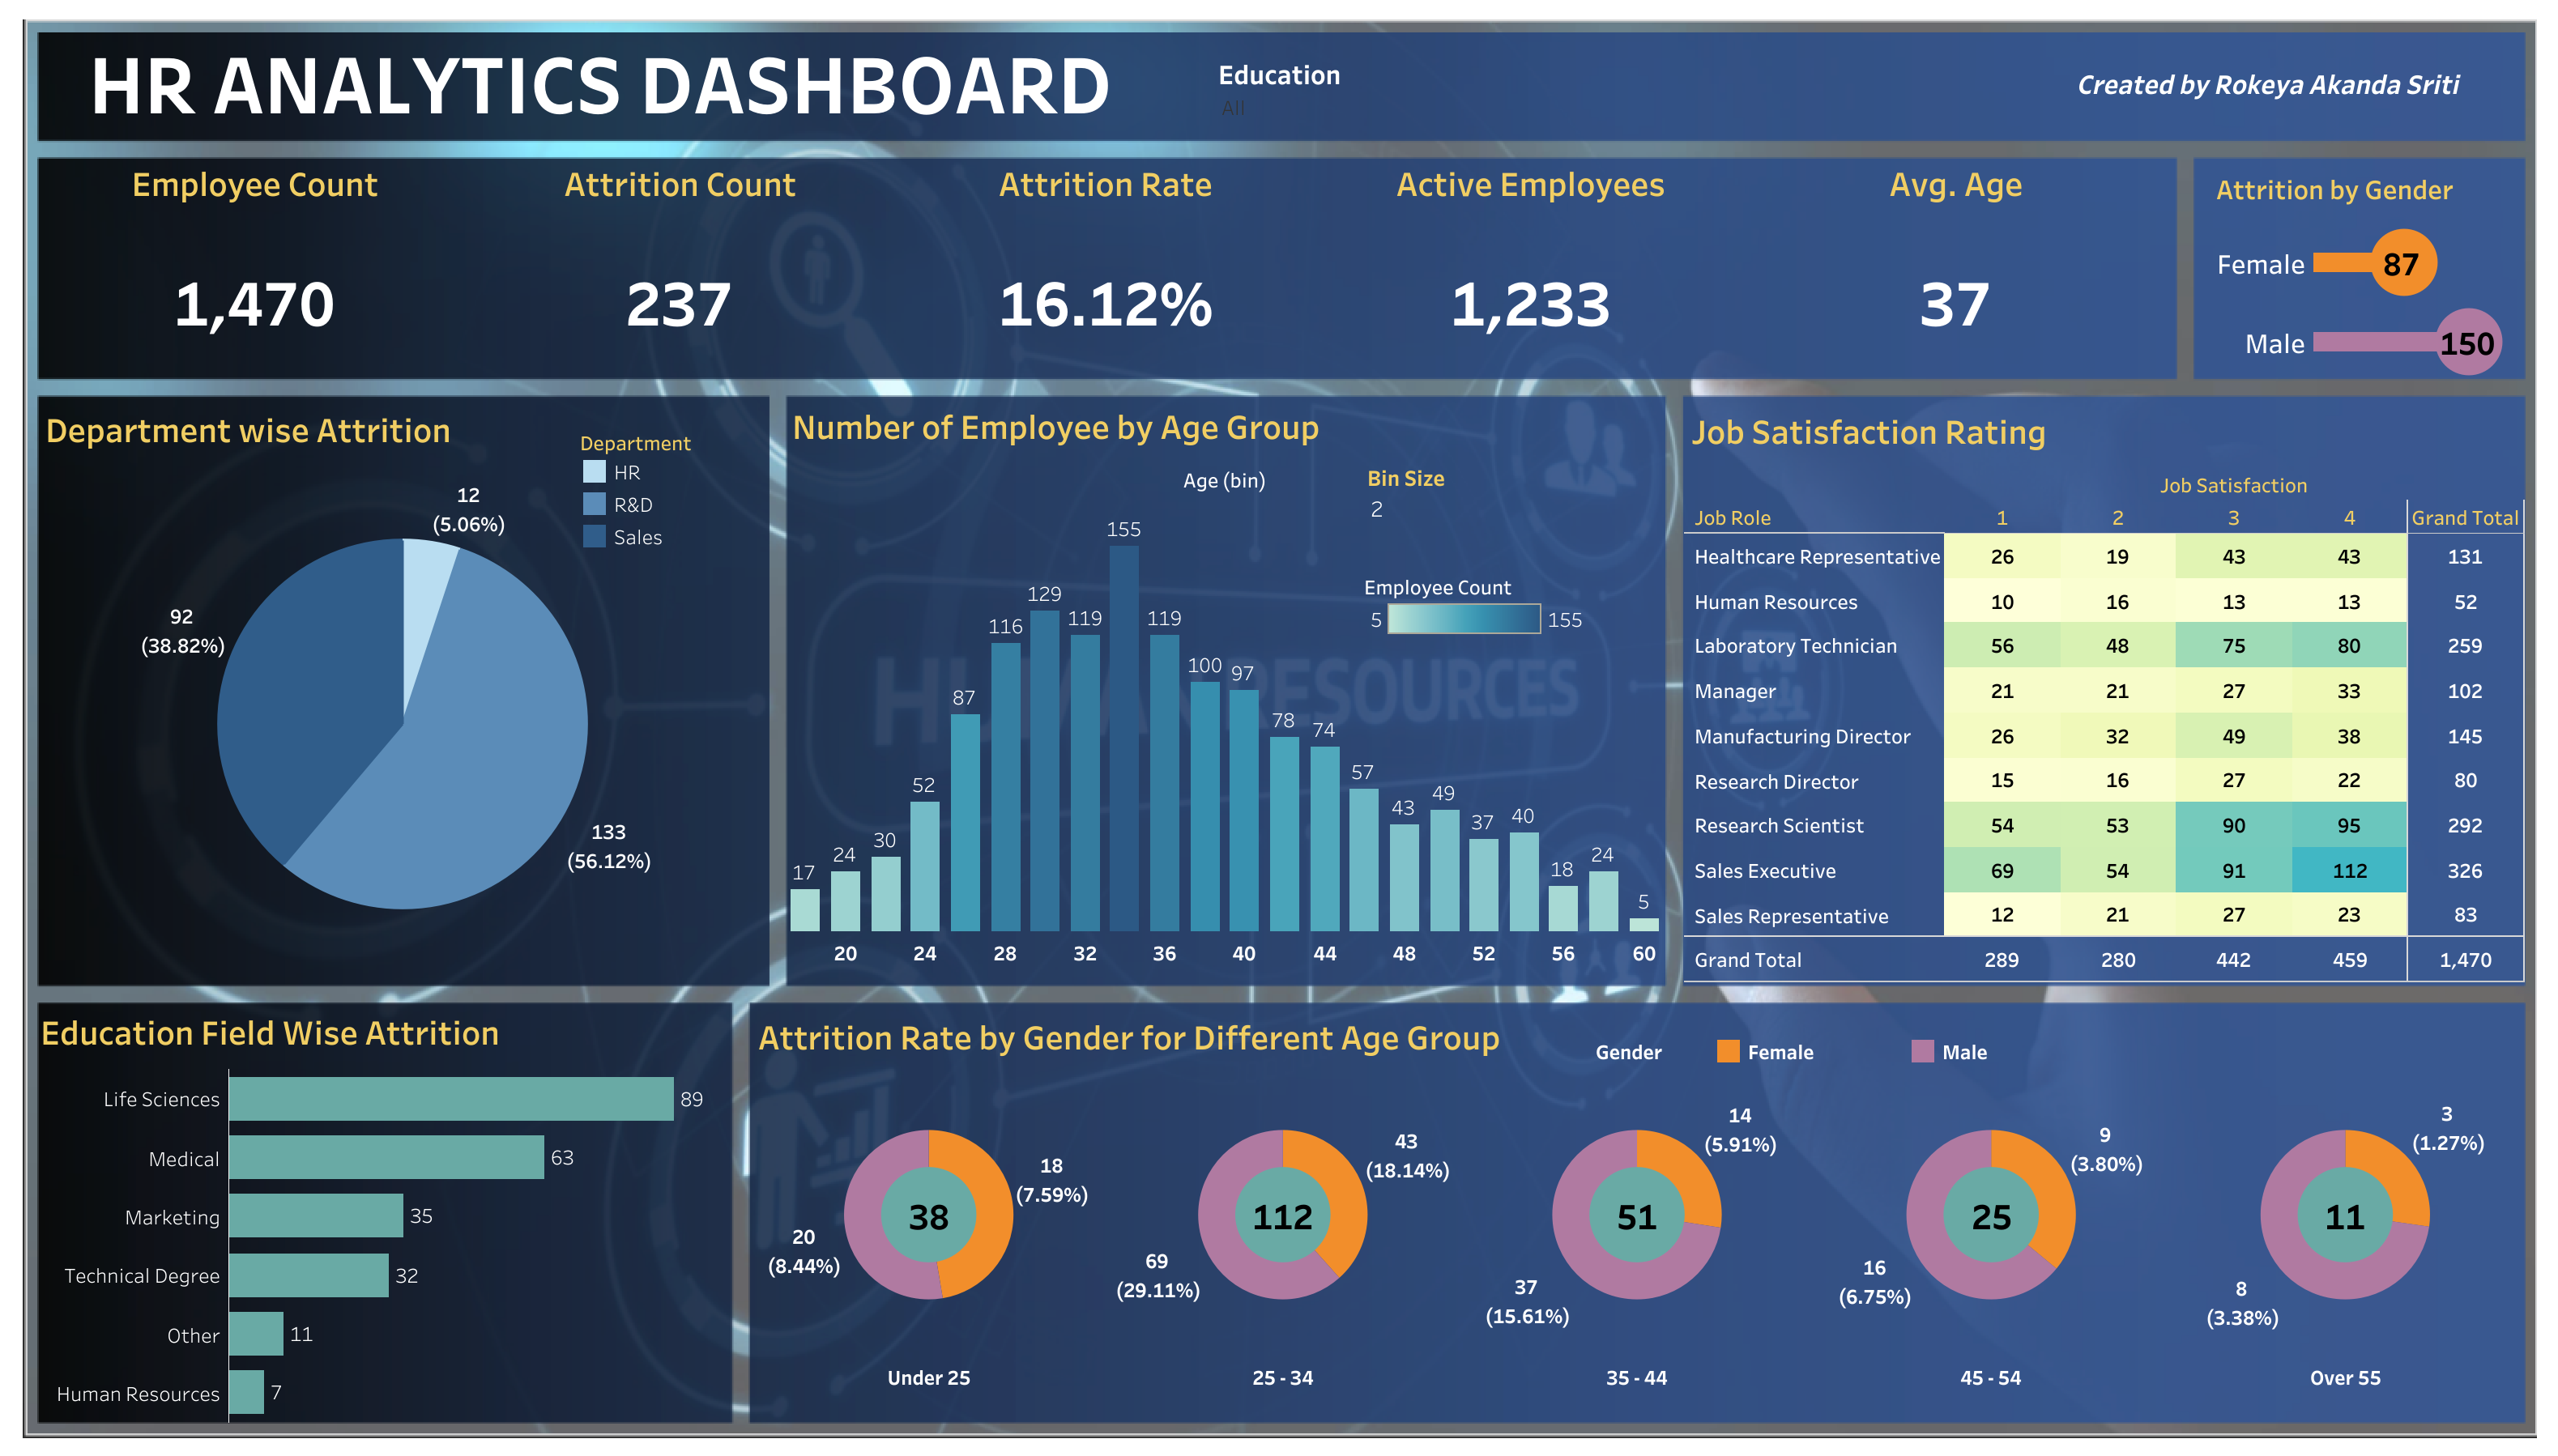 HR ANALYTICS DASHBOARD
Education
All
Created by Rokeya Akanda Sriti
Employee Count
Attrition Count
Attrition Rate
Active Employees
Avg. Age
1,470
237
16.12%
1,233
37
Attrition by Gender
Female 87
Male 150
Department wise Attrition
Department
HR
R&D
Sales
12
(5.06%)
92
(38.82%)
133
(56.12%)
Number of Employee by Age Group
Age (bin)
Bin Size
2
Employee Count
5 155
HUMAN RESOURCES
17 24 30 52 87 116 129 119 155 119 100 97 78 74 57 43 49 37 40 18 24 5
20 24 28 32 36 40 44 48 52 56 60
Job Satisfaction Rating
Job Satisfaction
Job Role 1 2 3 4 Grand Total
Healthcare Representative 26 19 43 43 131
Human Resources 10 16 13 13 52
Laboratory Technician 56 48 75 80 259
Manager 21 21 27 33 102
Manufacturing Director 26 32 49 38 145
Research Director 15 16 27 22 80
Research Scientist 54 53 90 95 292
Sales Executive 69 54 91 112 326
Sales Representative 12 21 27 23 83
Grand Total 289 280 442 459 1,470
Education Field Wise Attrition
Life Sciences 89
Medical 63
Marketing 35
Technical Degree 32
Other 11
Human Resources 7
Attrition Rate by Gender for Different Age Group
Gender Female Male
18
(7.59%)
38
20
(8.44%)
Under 25
43
(18.14%)
112
69
(29.11%)
25 - 34
14
(5.91%)
51
37
(15.61%)
35 - 44
9
(3.80%)
25
16
(6.75%)
45 - 54
3
(1.27%)
11
8
(3.38%)
Over 55